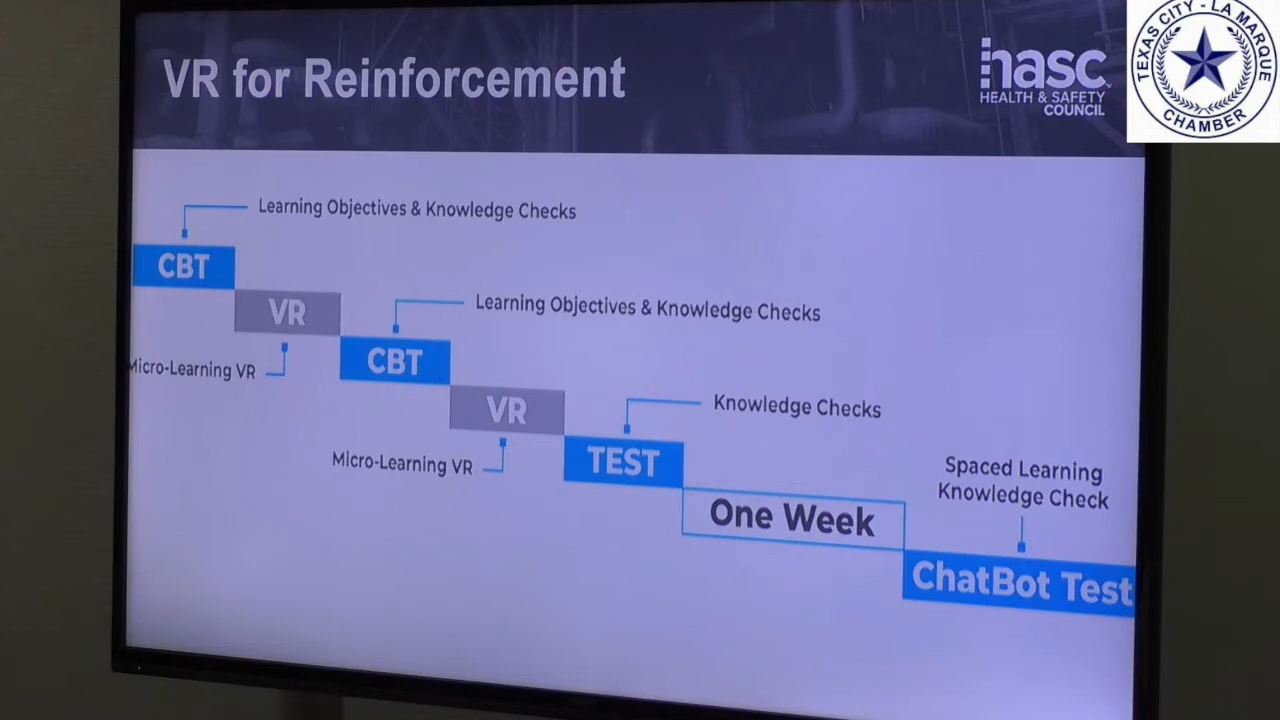 VR for Reinforcement
hasc
HEALTH & SAFETY
COUNCIL
TEXAS CITY - LA MARQUE
CHAMBER
Learning Objectives & Knowledge Checks
CBT
VR
Learning Objectives & Knowledge Checks
Micro-Learning VR
CBT
VR
Knowledge Checks
Micro-Learning VR
TEST
Spaced Learning
Knowledge Check
One Week
ChatBot Test